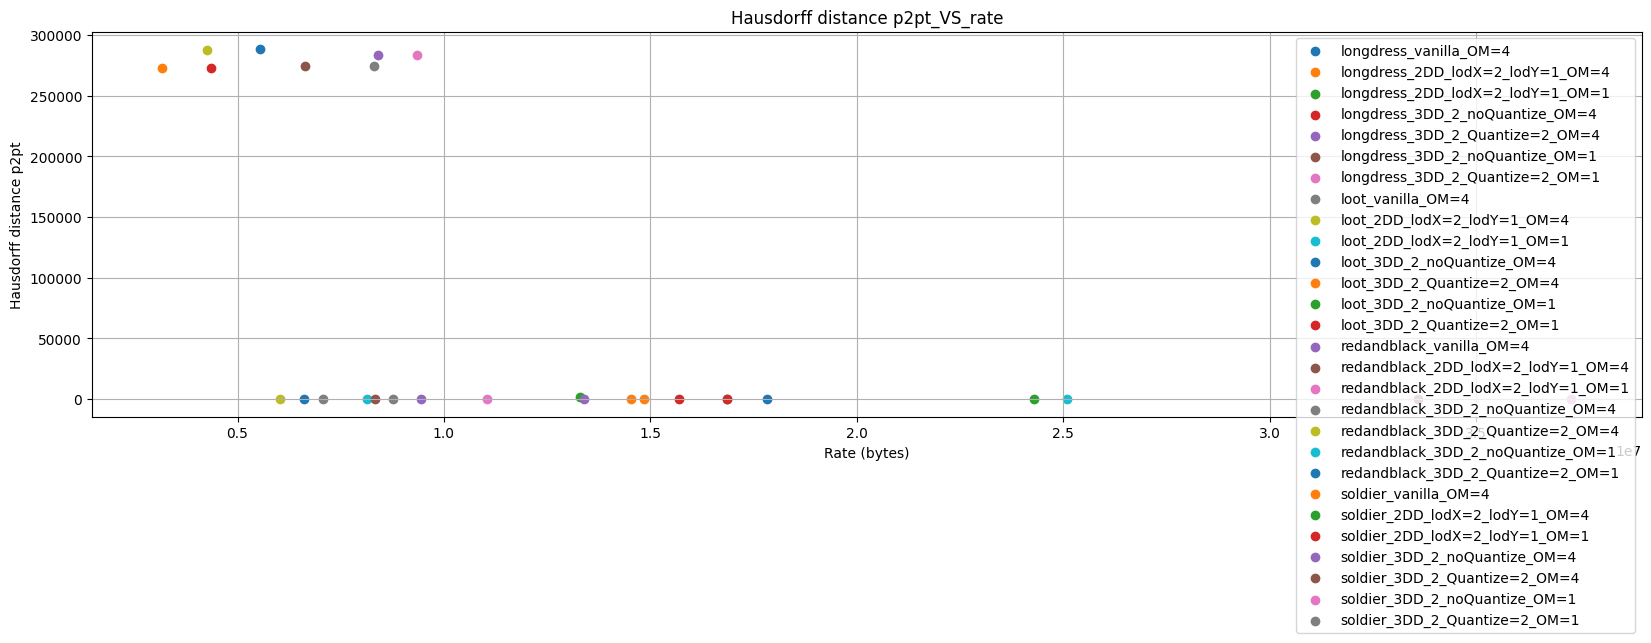 Hausdorff distance p2pt_VS_rate
Hausdorff distance p2pt
300000
250000
200000
150000
100000
50000
0
0.5
1.0
1.5
2.0
2.5
3.0
3.5
1e7
Rate (bytes)
longdress_vanilla_OM=4
longdress_2DD_lodX=2_lodY=1_OM=4
longdress_2DD_lodX=2_lodY=1_OM=1
longdress_3DD_2_noQuantize_OM=4
longdress_3DD_2_Quantize=2_OM=4
longdress_3DD_2_noQuantize_OM=1
longdress_3DD_2_Quantize=2_OM=1
loot_vanilla_OM=4
loot_2DD_lodX=2_lodY=1_OM=4
loot_2DD_lodX=2_lodY=1_OM=1
loot_3DD_2_noQuantize_OM=4
loot_3DD_2_Quantize=2_OM=4
loot_3DD_2_noQuantize_OM=1
loot_3DD_2_Quantize=2_OM=1
redandblack_vanilla_OM=4
redandblack_2DD_lodX=2_lodY=1_OM=4
redandblack_2DD_lodX=2_lodY=1_OM=1
redandblack_3DD_2_noQuantize_OM=4
redandblack_3DD_2_Quantize=2_OM=4
redandblack_3DD_2_noQuantize_OM=1
redandblack_3DD_2_Quantize=2_OM=1
soldier_vanilla_OM=4
soldier_2DD_lodX=2_lodY=1_OM=4
soldier_2DD_lodX=2_lodY=1_OM=1
soldier_3DD_2_noQuantize_OM=4
soldier_3DD_2_Quantize=2_OM=4
soldier_3DD_2_noQuantize_OM=1
soldier_3DD_2_Quantize=2_OM=1